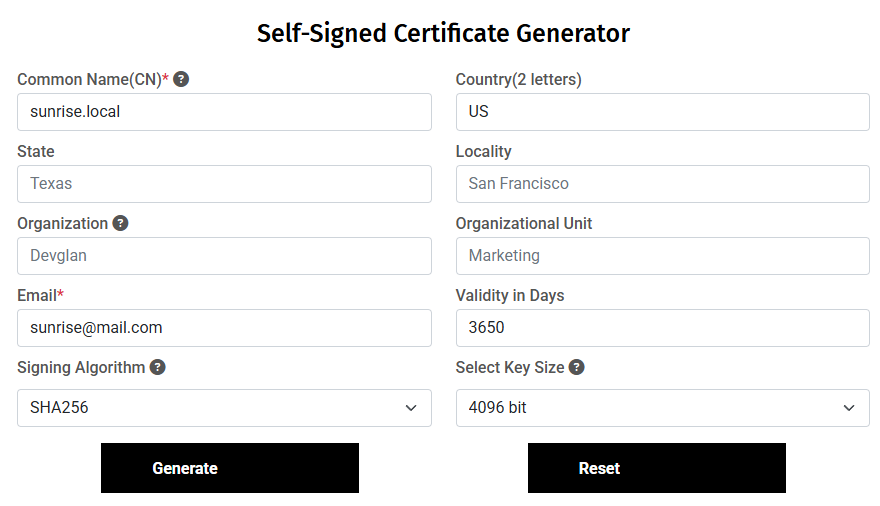 Self-Signed Certificate Generator
Common Name(CN)* ?
Country(2 letters)
sunrise.local
US
State
Locality
Texas
San Francisco
Organization ?
Organizational Unit
Devglan
Marketing
Email*
Validity in Days
sunrise@mail.com
3650
Signing Algorithm ?
Select Key Size ?
SHA256
4096 bit
Generate
Reset